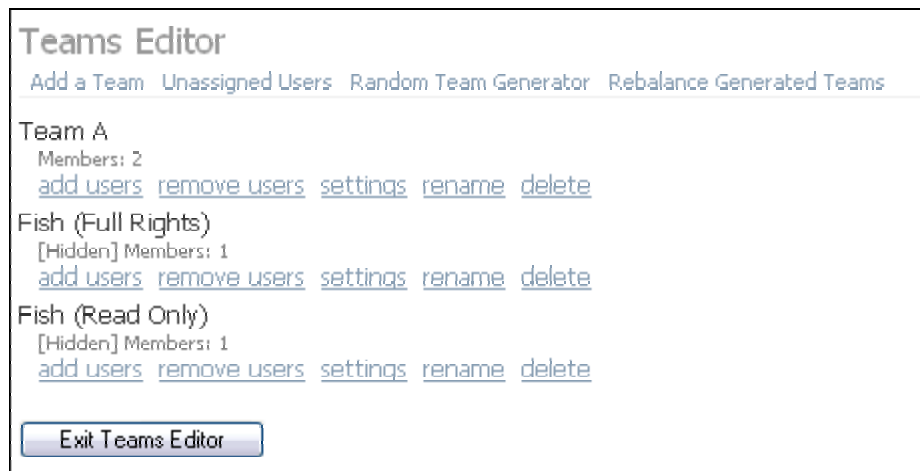 Teams Editor
Add a Team Unassigned Users Random Team Generator Rebalance Generated Teams
Team A
Members: 2
add users remove users settings rename delete
Fish (Full Rights)
[Hidden] Members: 1
add users remove users settings rename delete
Fish (Read Only)
[Hidden] Members: 1
add users remove users settings rename delete
Exit Teams Editor